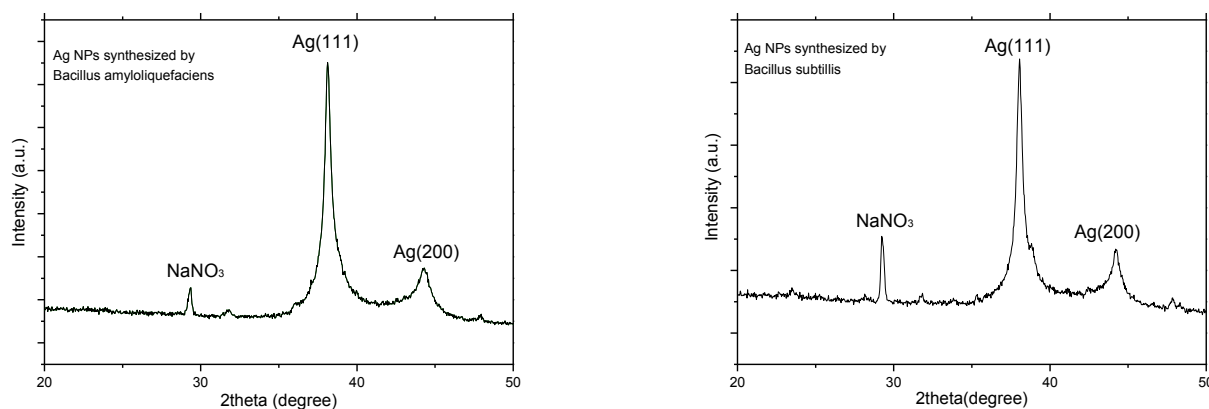 Ag NPs synthesized by
Bacillus amyloliquefaciens
Ag(111)
NaNO₃
Ag(200)
Intensity (a.u.)
20 30 40 50
2theta (degree)
Ag NPs synthesized by
Bacillus subtillis
Ag(111)
NaNO₃
Ag(200)
Intensity (a.u.)
20 30 40 50
2theta(degree)